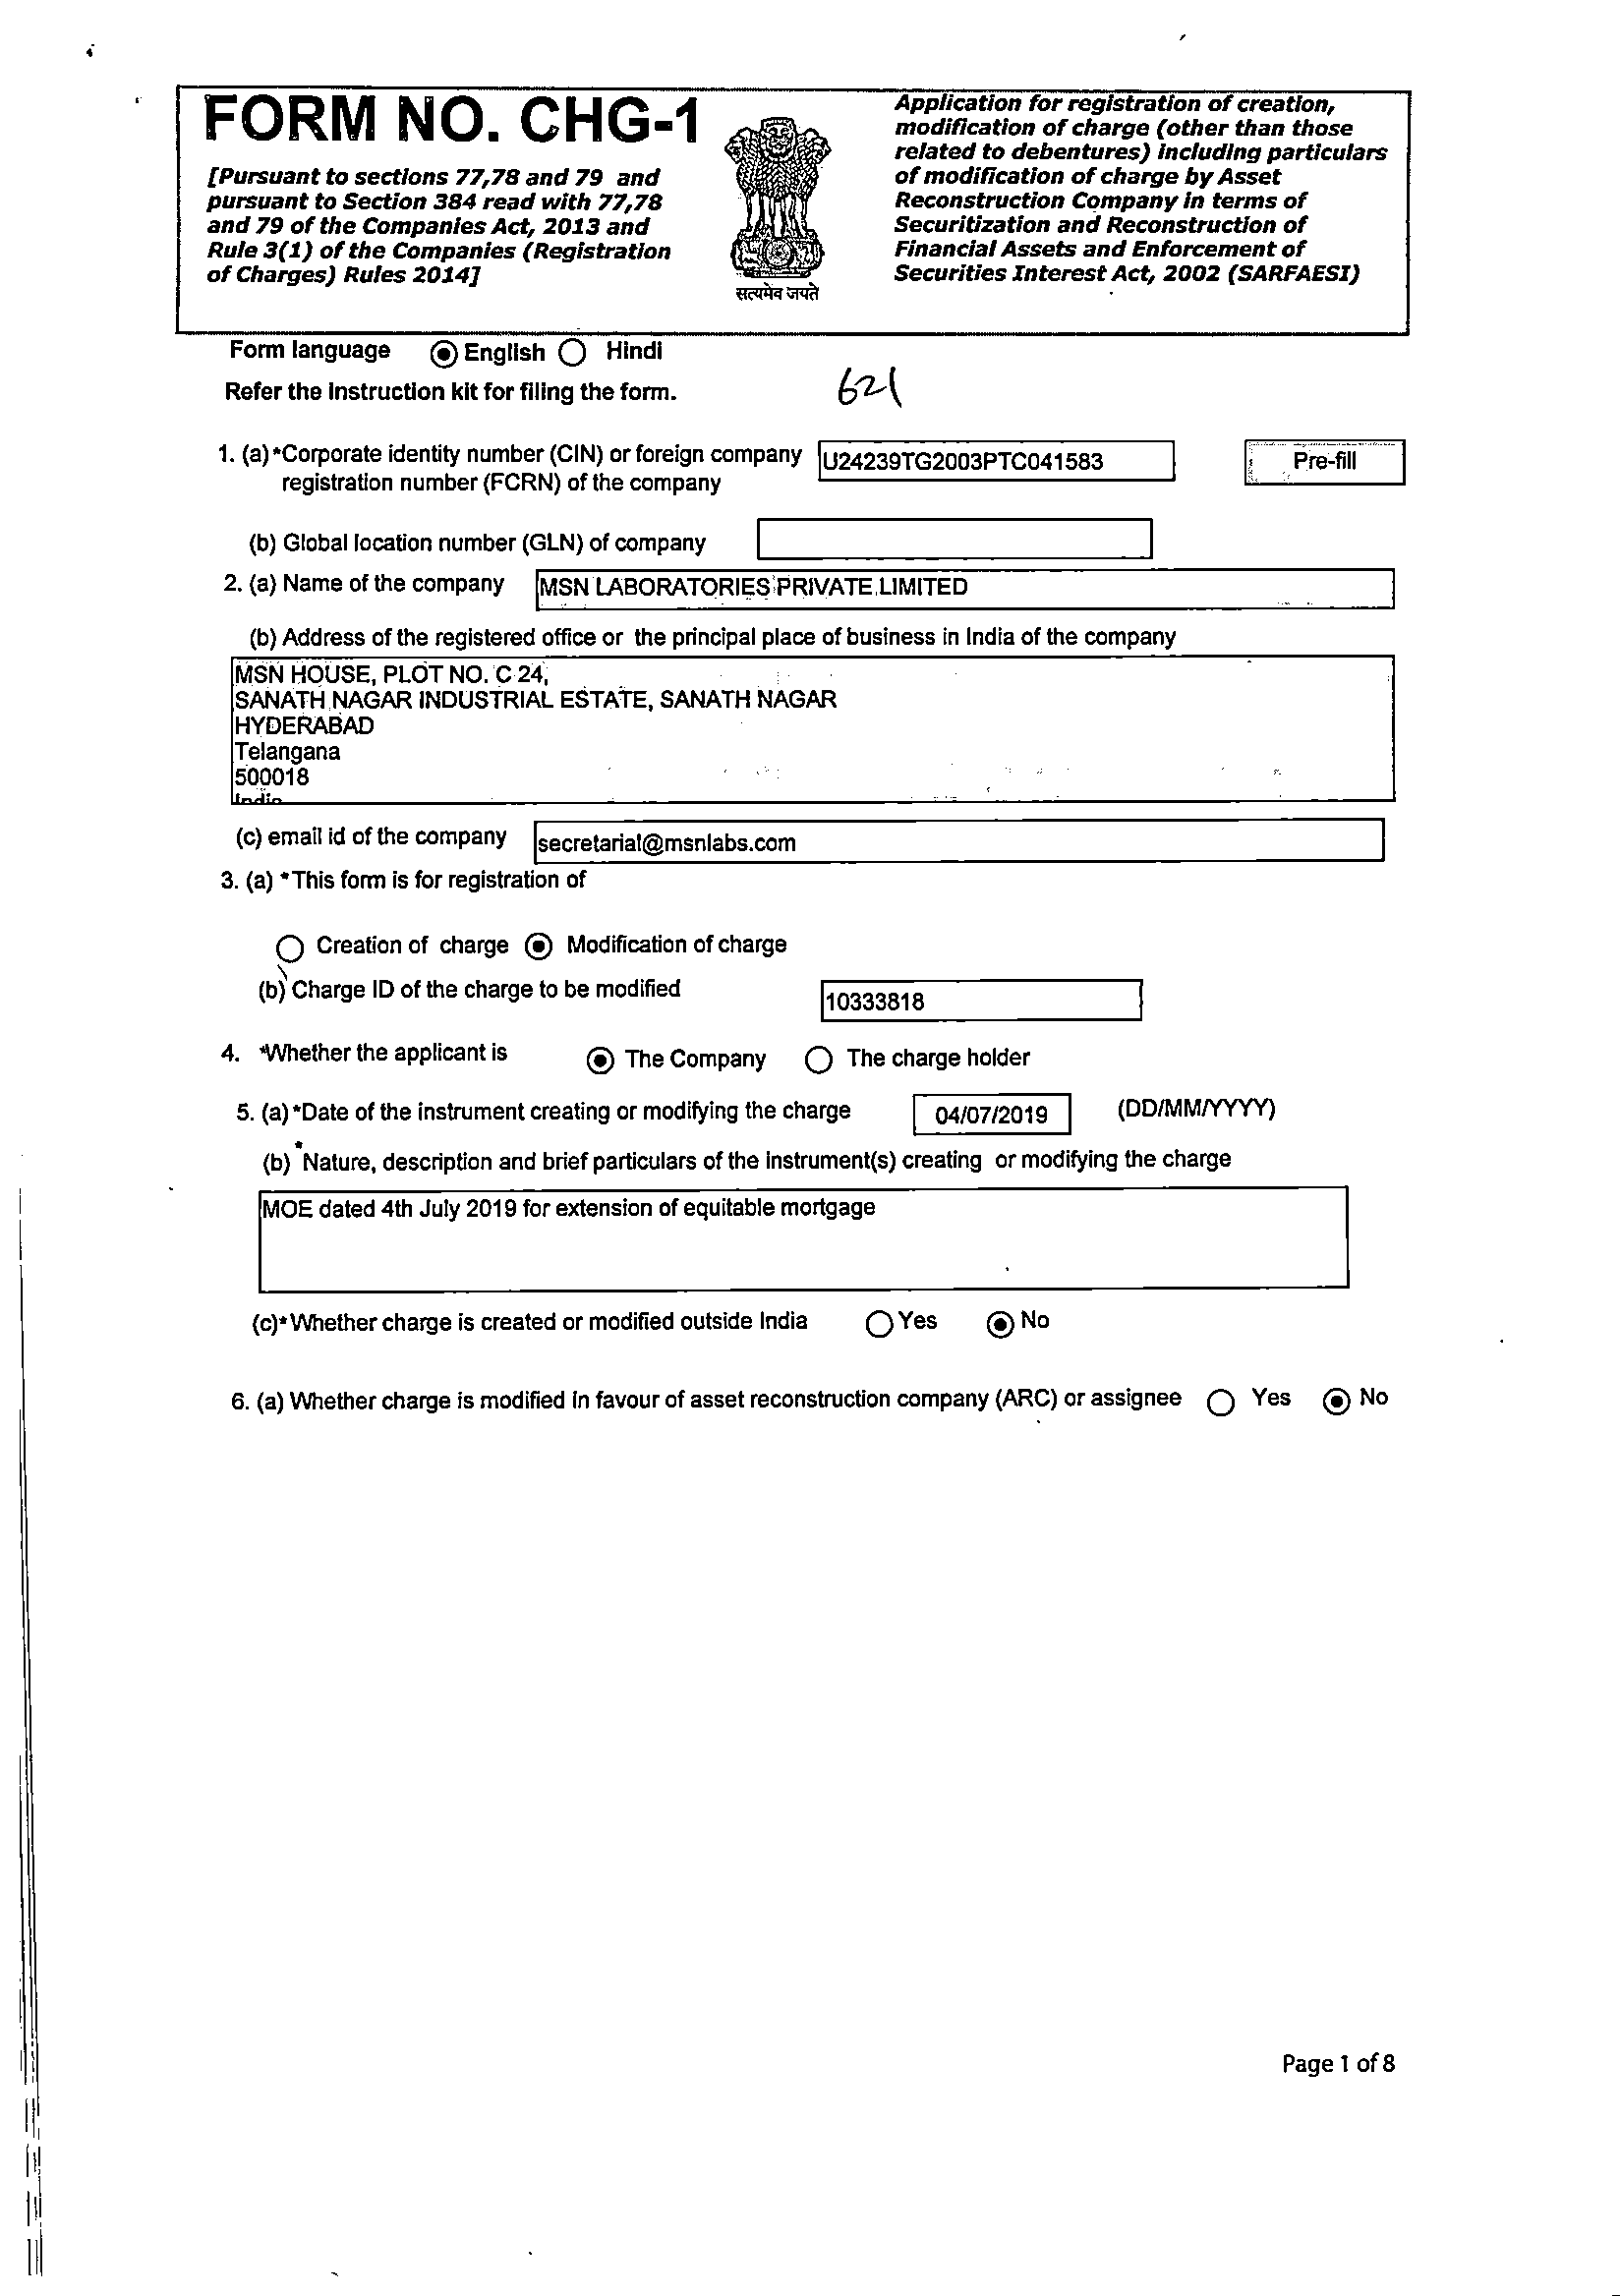 FORM NO. CHG-1
[Pursuant to sections 77,78 and 79 and
pursuant to Section 384 read with 77,78
and 79 of the Companies Act, 2013 and
Rule 3(1) of the Companies (Registration
of Charges) Rules 2014]
सत्यमेव जयते
Application for registration of creation,
modification of charge (other than those
related to debentures) including particulars
of modification of charge by Asset
Reconstruction Company in terms of
Securitization and Reconstruction of
Financial Assets and Enforcement of
Securities Interest Act, 2002 (SARFAESI)
Form language English Hindi
Refer the instruction kit for filing the form.
621
1. (a)*Corporate identity number (CIN) or foreign company U24239TG2003PTC041583 Pre-fill
registration number (FCRN) of the company
(b) Global location number (GLN) of company
2. (a) Name of the company MSN LABORATORIES PRIVATE LIMITED
(b) Address of the registered office or the principal place of business in India of the company
MSN HOUSE, PLOT NO. C 24,
SANATH NAGAR INDUSTRIAL ESTATE, SANATH NAGAR
HYDERABAD
Telangana
500018
India
(c) email id of the company secretarial@msnlabs.com
3. (a) *This form is for registration of
Creation of charge Modification of charge
(b) Charge ID of the charge to be modified 10333818
4. *Whether the applicant is The Company The charge holder
5. (a)*Date of the instrument creating or modifying the charge 04/07/2019 (DD/MM/YYYY)
(b) *Nature, description and brief particulars of the instrument(s) creating or modifying the charge
MOE dated 4th July 2019 for extension of equitable mortgage
(c)*Whether charge is created or modified outside India Yes No
6. (a) Whether charge is modified in favour of asset reconstruction company (ARC) or assignee Yes No
Page 1 of 8